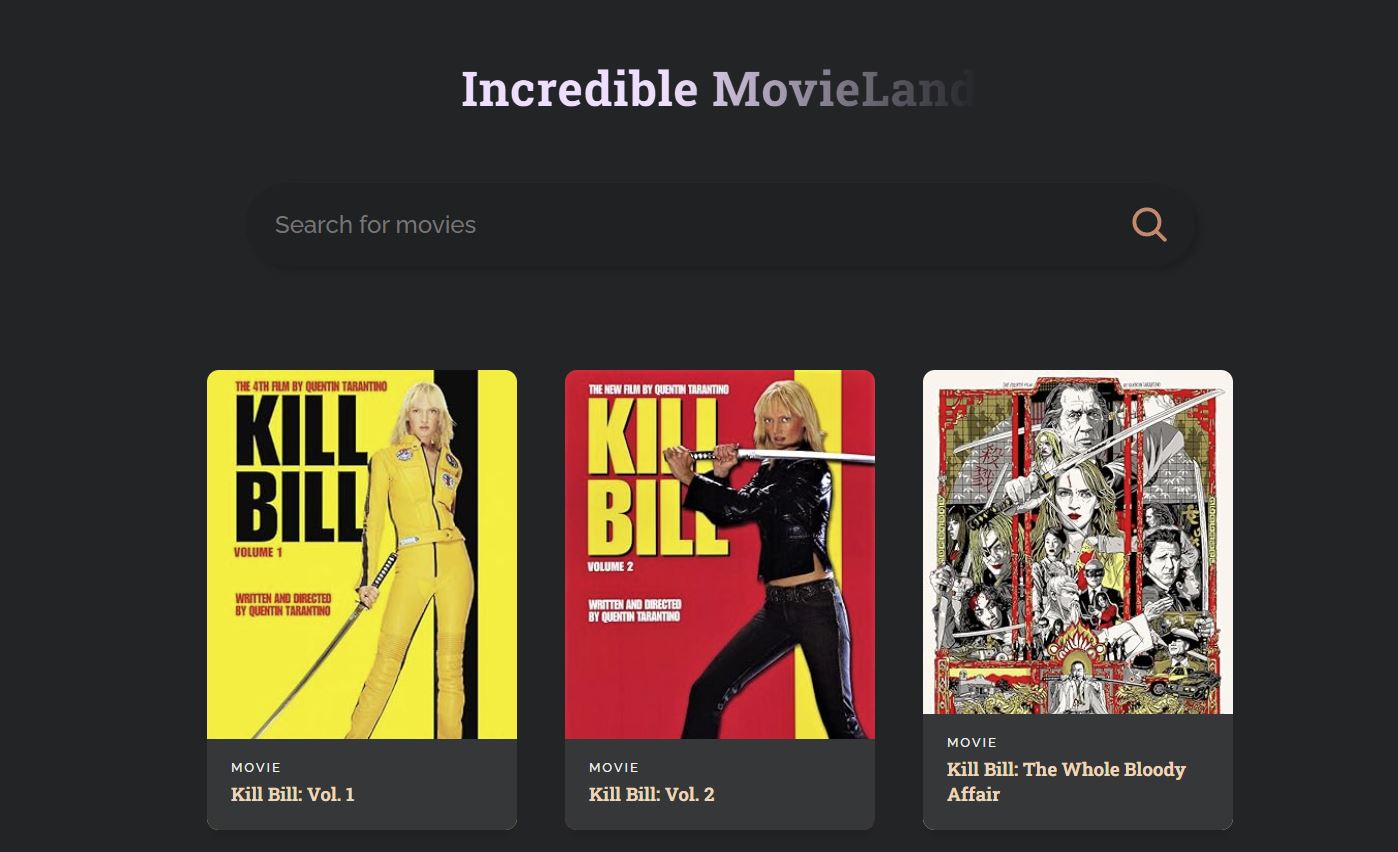 Incredible MovieLand
Search for movies
THE 4TH FILM BY QUENTIN TARANTINO
KILL
BILL
VOLUME 1
WRITTEN AND DIRECTED
BY QUENTIN TARANTINO
MOVIE
Kill Bill: Vol. 1
THE NEW FILM BY QUENTIN TARANTINO
KILL
BILL
VOLUME 2
WRITTEN AND DIRECTED
BY QUENTIN TARANTINO
MOVIE
Kill Bill: Vol. 2
MOVIE
Kill Bill: The Whole Bloody
Affair